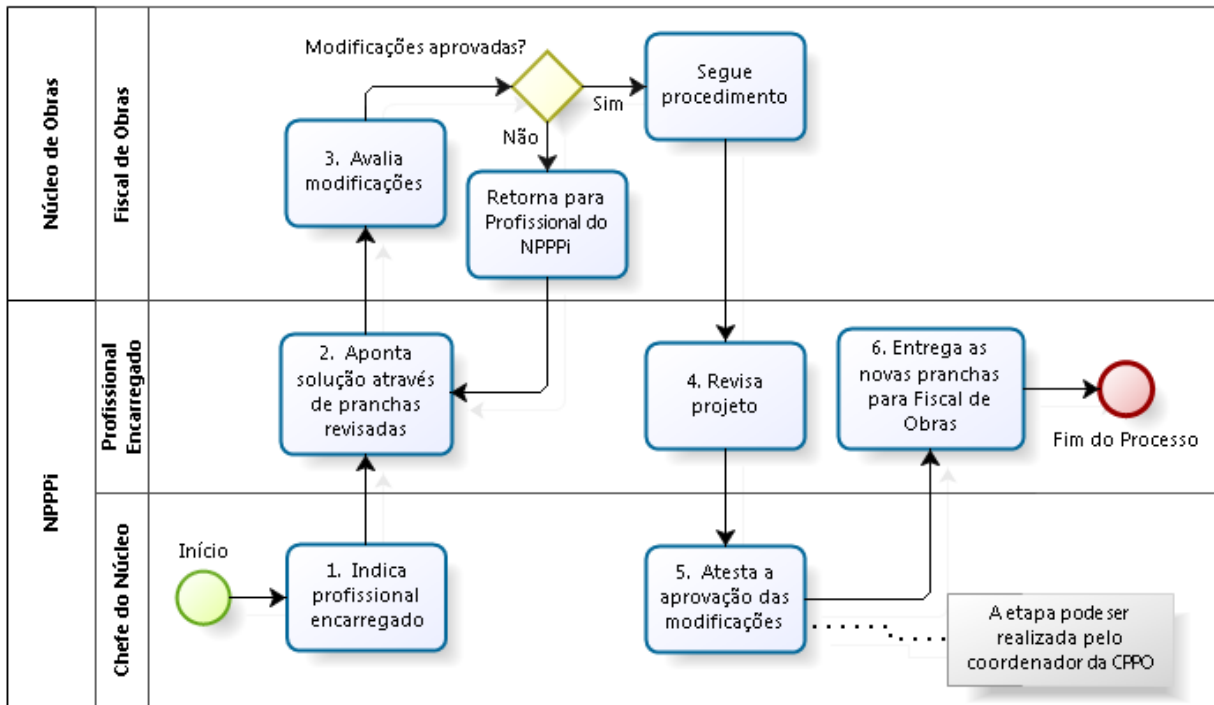 Núcleo de Obras
Fiscal de Obras
Modificações aprovadas?
Sim
Não
Segue
procedimento
3. Avalia
modificações
Retorna para
Profissional do
NPPPi
NPPPi
Profissional
Encarregado
2. Aponta
solução através
de pranchas
revisadas
4. Revisa
projeto
6. Entrega as
novas pranchas
para Fiscal de
Obras
Fim do Processo
Chefe do Núcleo
Início
1. Indica
profissional
encarregado
5. Atesta a
aprovação das
modificações
A etapa pode ser
realizada pelo
coordenador da CPPO